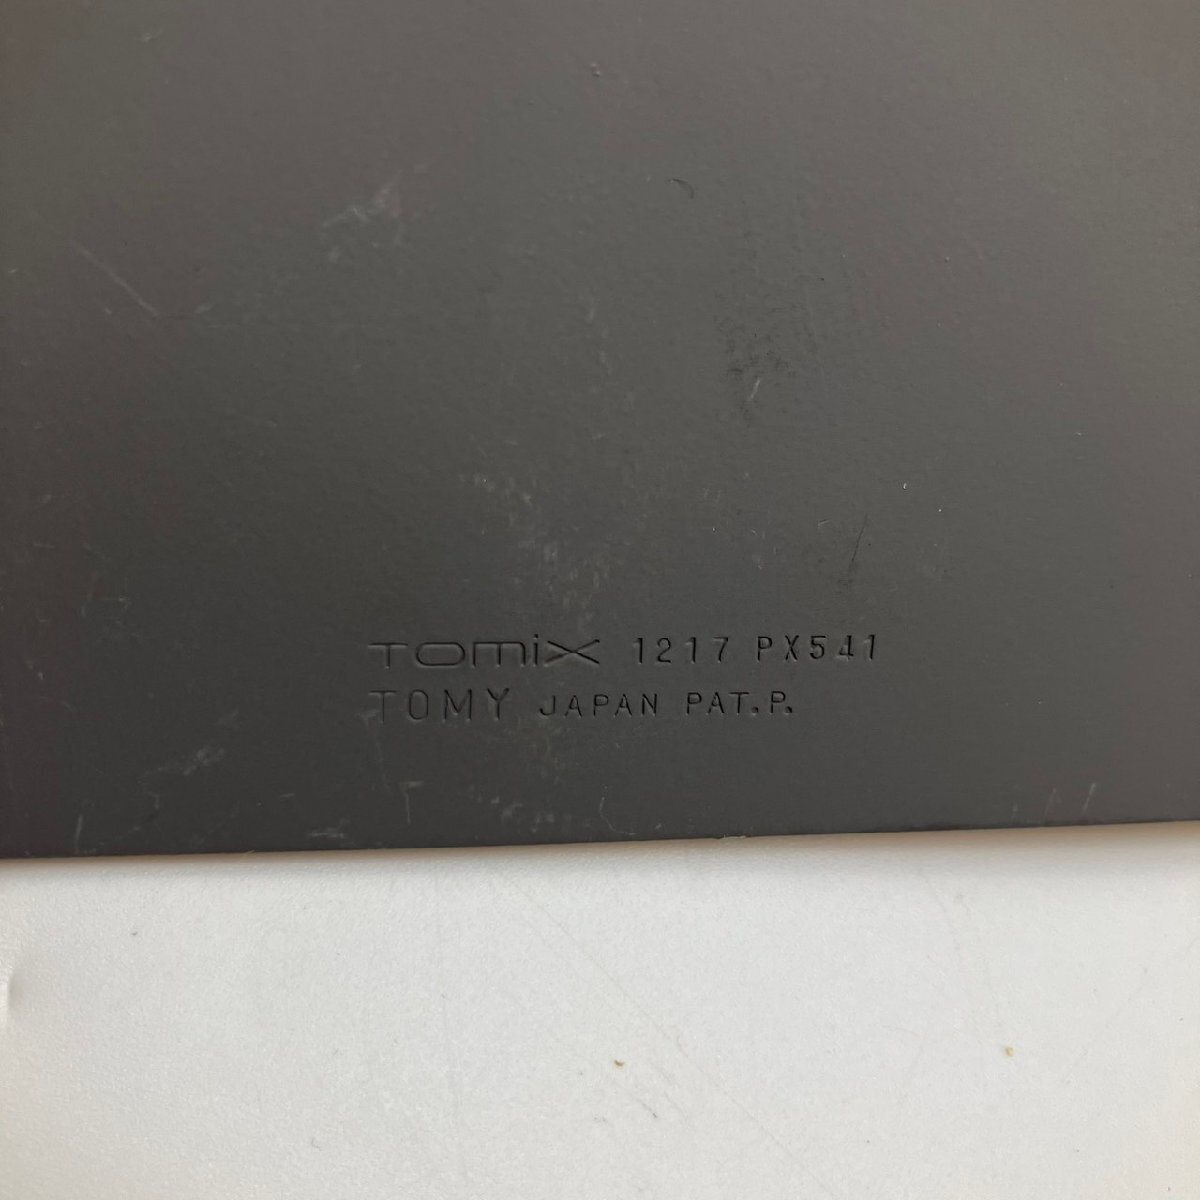 TOMIX 1217 PX541
TOMY JAPAN PAT.P.